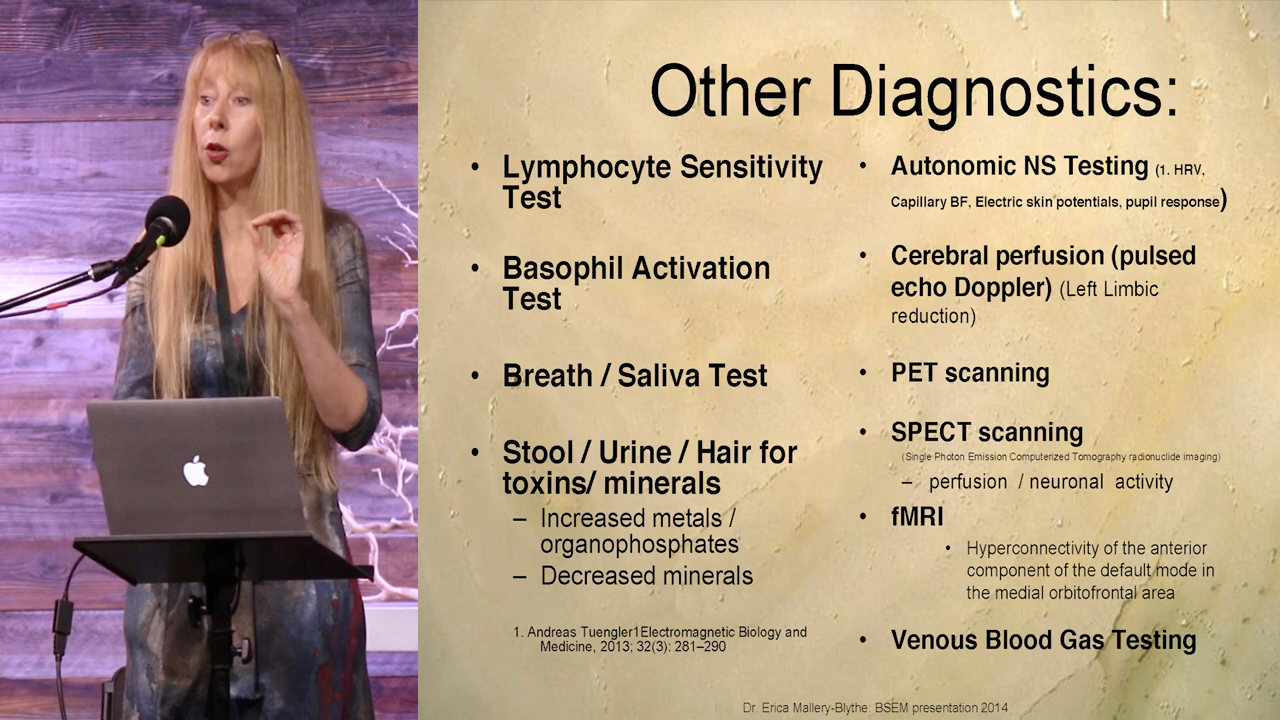 Other Diagnostics:
• Lymphocyte Sensitivity
Test
• Basophil Activation
Test
• Breath / Saliva Test
• Stool / Urine / Hair for
toxins/ minerals
– Increased metals /
organophosphates
– Decreased minerals
1. Andreas Tuengler1Electromagnetic Biology and
Medicine, 2013; 32(3): 281–290
• Autonomic NS Testing (1. HRV,
Capillary BF, Electric skin potentials, pupil response)
• Cerebral perfusion (pulsed
echo Doppler) (Left Limbic
reduction)
• PET scanning
• SPECT scanning
(Single Photon Emission Computerized Tomography radionuclide imaging)
– perfusion / neuronal activity
• fMRI
• Hyperconnectivity of the anterior
component of the default mode in
the medial orbitofrontal area
• Venous Blood Gas Testing
Dr. Erica Mallery-Blythe: BSEM presentation 2014